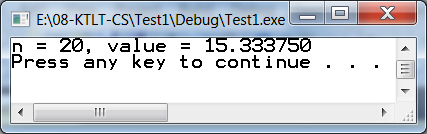 E:\08-KTLT-CS\Test1\Debug\Test1.exe
n = 20, value = 15.333750
Press any key to continue . . .